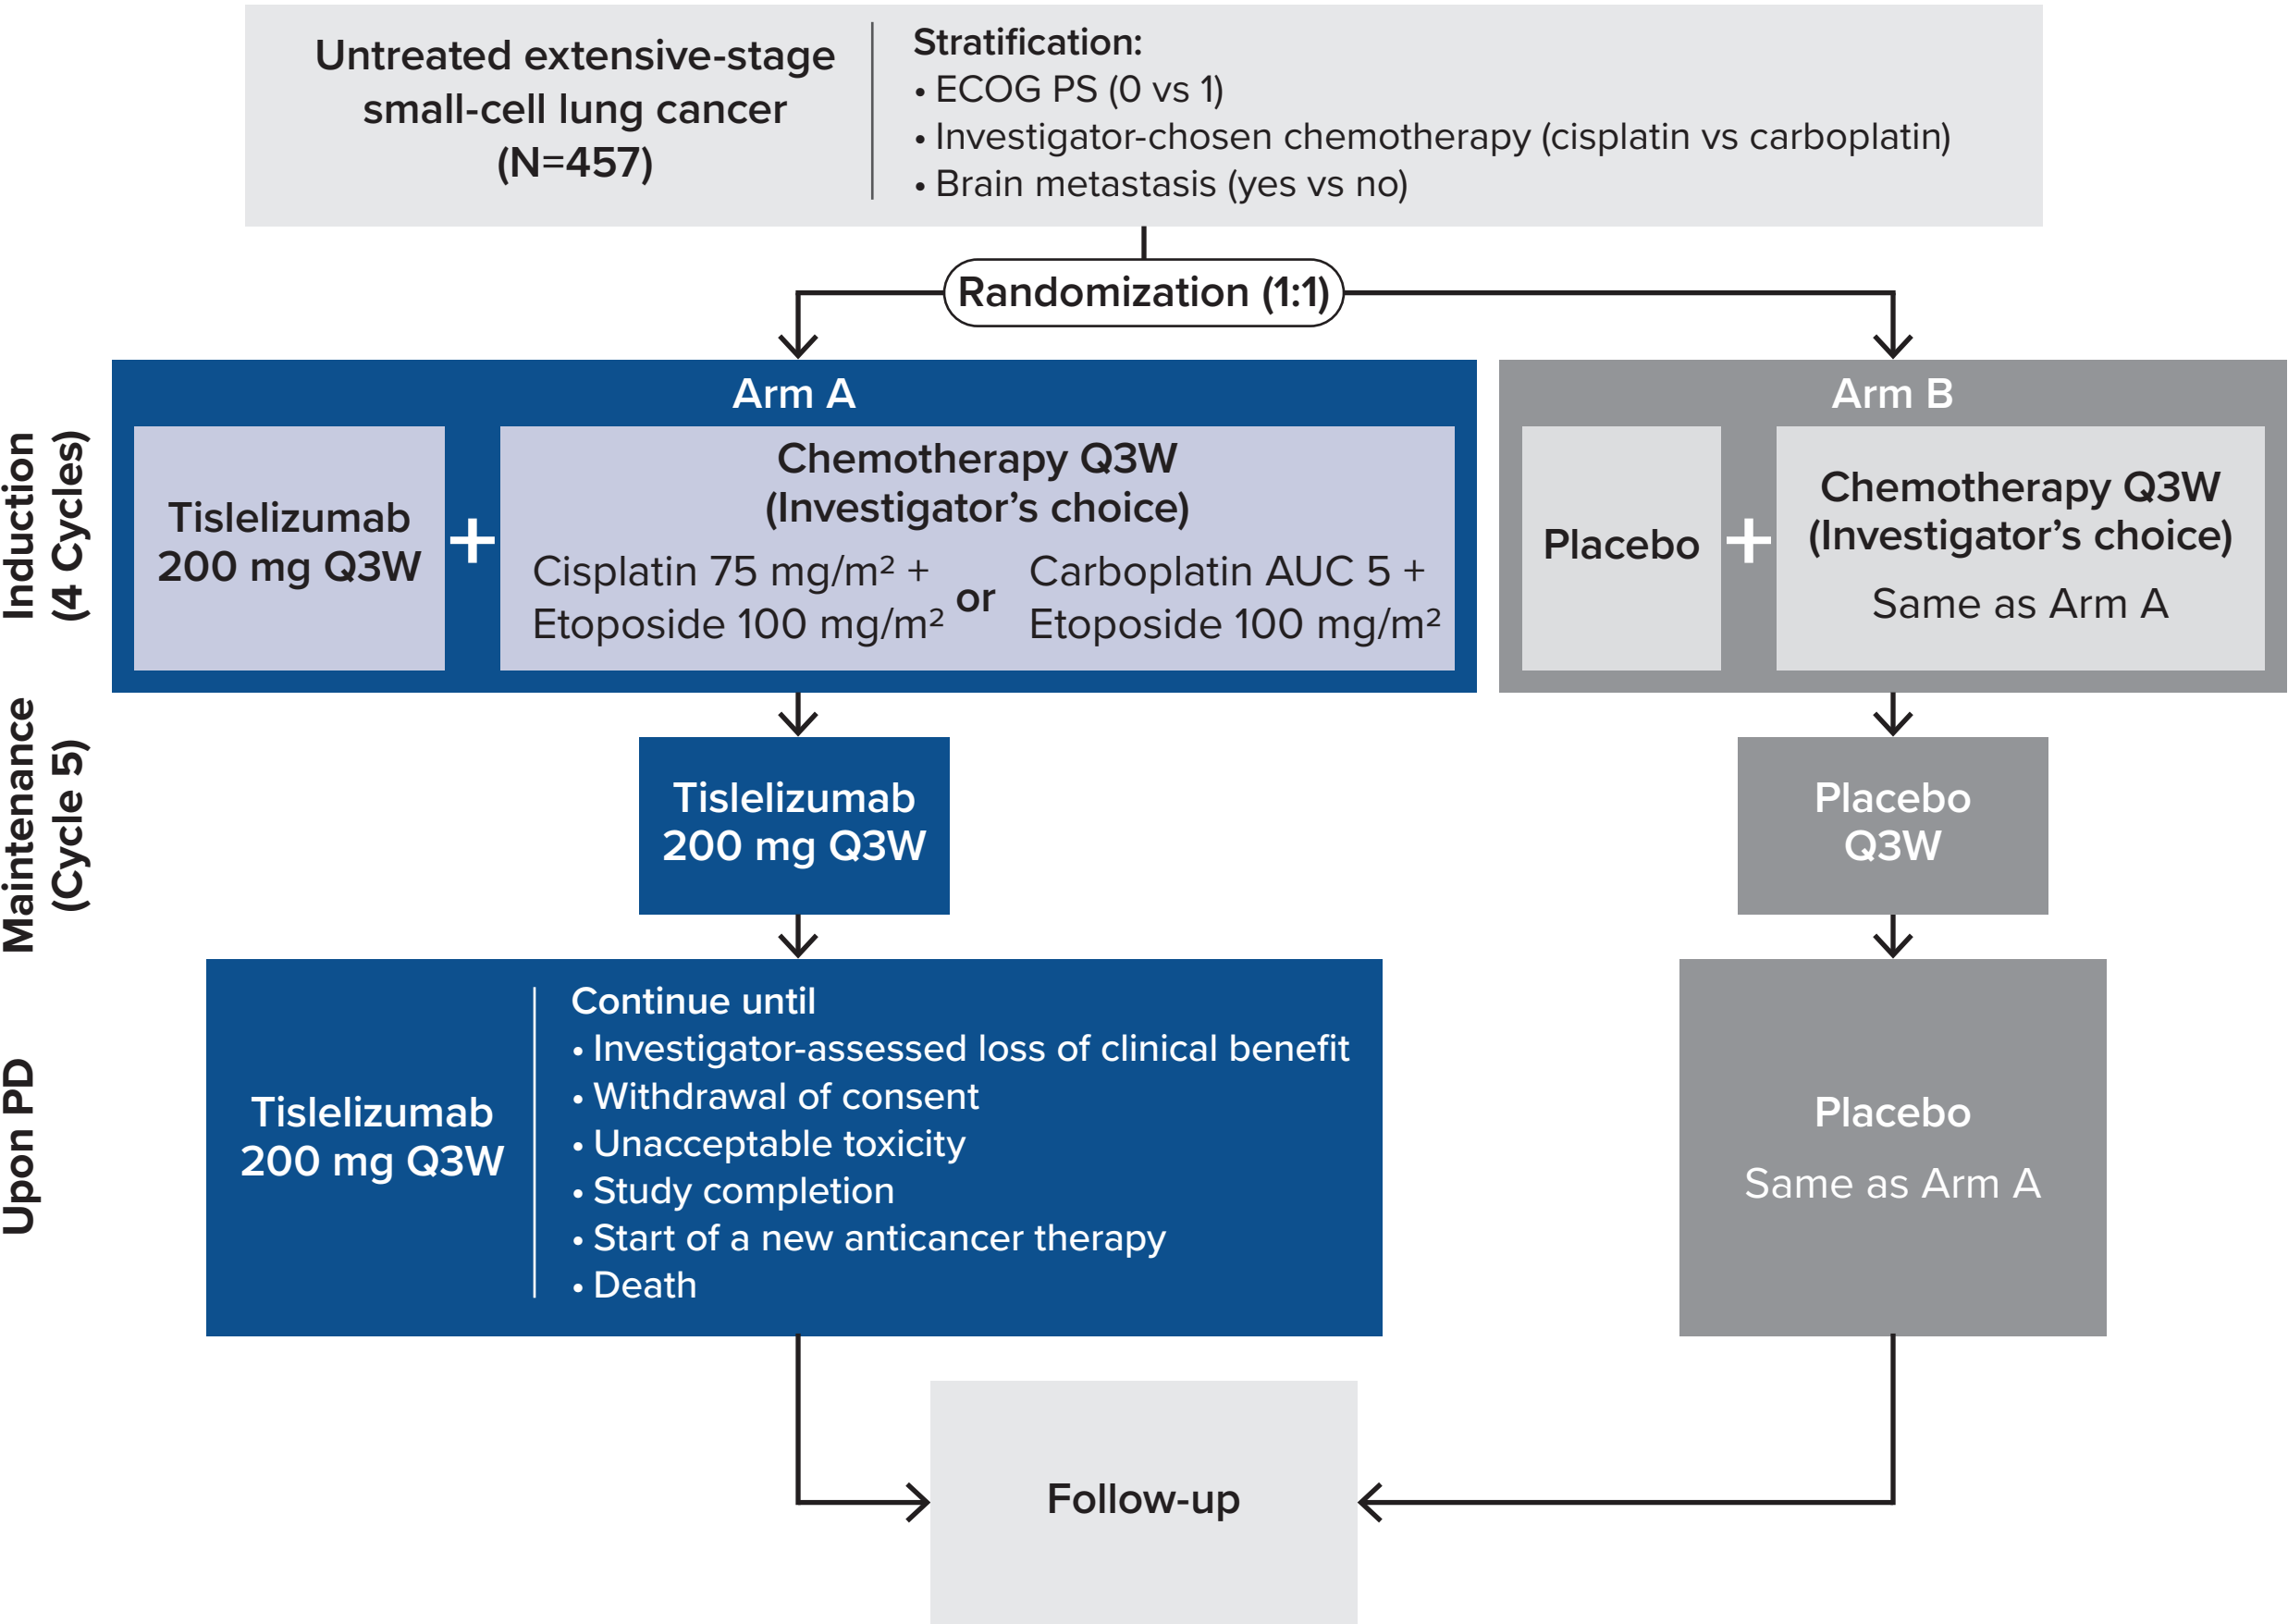 Untreated extensive-stage
small-cell lung cancer
(N=457)
Stratification:
• ECOG PS (0 vs 1)
• Investigator-chosen chemotherapy (cisplatin vs carboplatin)
• Brain metastasis (yes vs no)
Randomization (1:1)
Induction
(4 Cycles)
Arm A
Tislelizumab
200 mg Q3W
+
Chemotherapy Q3W
(Investigator’s choice)
Cisplatin 75 mg/m² +
Etoposide 100 mg/m²
or
Carboplatin AUC 5 +
Etoposide 100 mg/m²
Arm B
Placebo
+
Chemotherapy Q3W
(Investigator’s choice)
Same as Arm A
Maintenance
(Cycle 5)
Tislelizumab
200 mg Q3W
Placebo
Q3W
Upon PD
Tislelizumab
200 mg Q3W
Continue until
• Investigator-assessed loss of clinical benefit
• Withdrawal of consent
• Unacceptable toxicity
• Study completion
• Start of a new anticancer therapy
• Death
Placebo
Same as Arm A
Follow-up